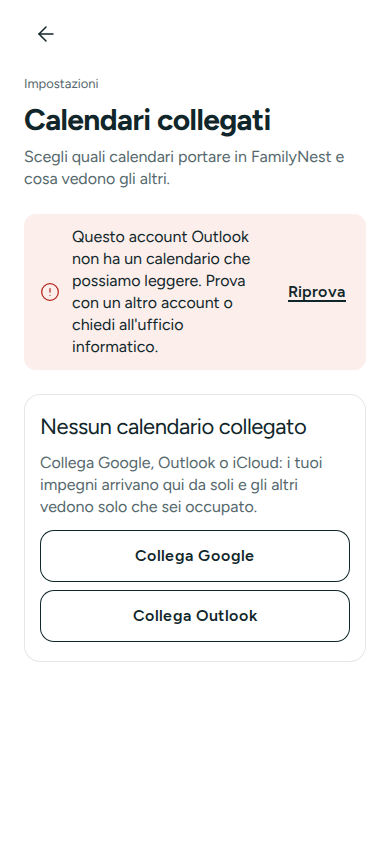 Impostazioni
Calendari collegati
Scegli quali calendari portare in FamilyNest e
cosa vedono gli altri.
Questo account Outlook
non ha un calendario che
possiamo leggere. Prova
con un altro account o
chiedi all'ufficio
informatico.
Riprova
Nessun calendario collegato
Collega Google, Outlook o iCloud: i tuoi
impegni arrivano qui da soli e gli altri
vedono solo che sei occupato.
Collega Google
Collega Outlook